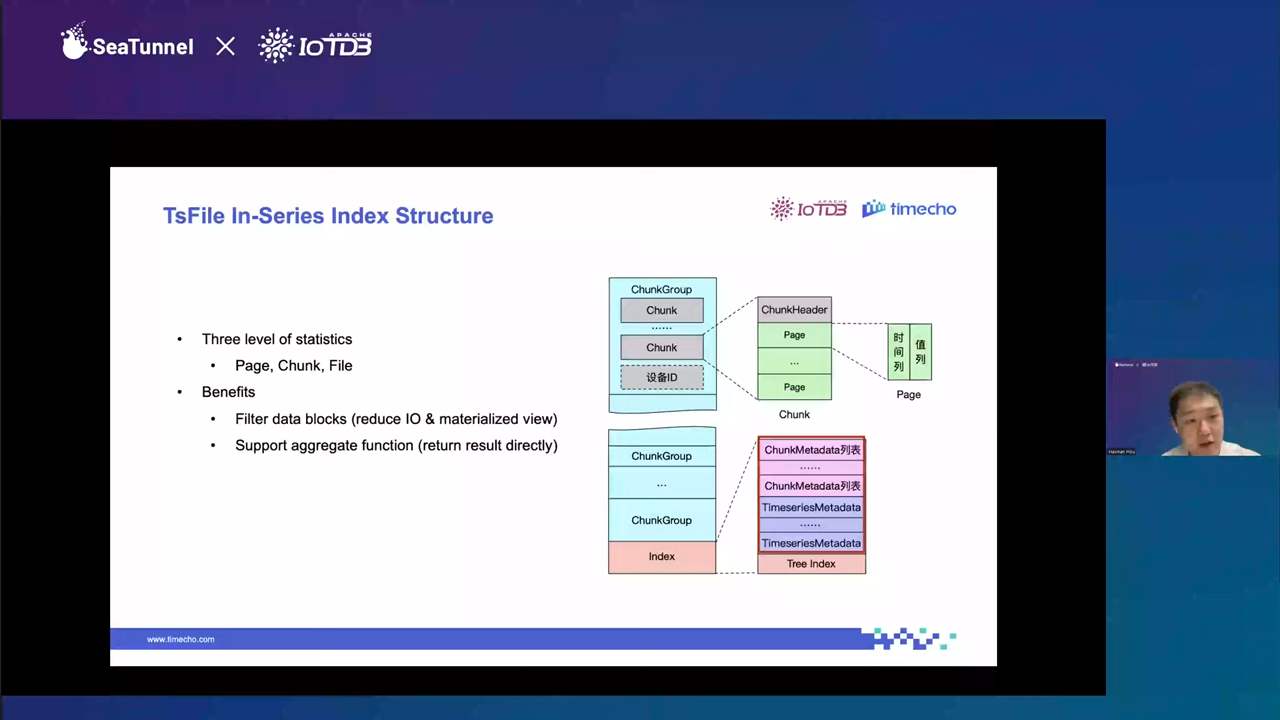 SeaTunnel
APACHE
IoTDB
TsFile In-Series Index Structure
APACHE
IoTDB
timecho
• Three level of statistics
• Page, Chunk, File
• Benefits
• Filter data blocks (reduce IO & materialized view)
• Support aggregate function (return result directly)
ChunkGroup
Chunk
......
Chunk
设备ID
ChunkGroup
...
ChunkGroup
Index
ChunkHeader
Page
...
Page
Chunk
时间列
值列
Page
ChunkMetadata列表
......
ChunkMetadata列表
TimeseriesMetadata
......
TimeseriesMetadata
Tree Index
www.timecho.com